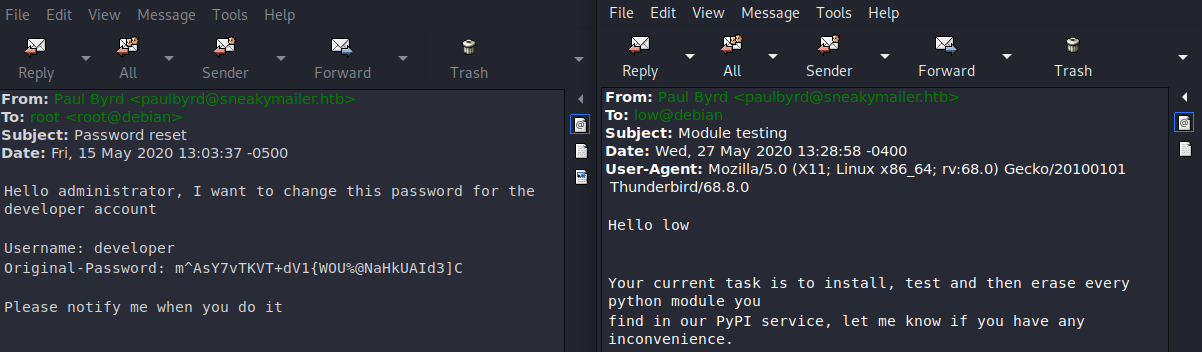 File Edit View Message Tools Help
Reply All Sender Forward Trash
From: Paul Byrd <paulbyrd@sneakymailer.htb>
To: root <root@debian>
Subject: Password reset
Date: Fri, 15 May 2020 13:03:37 -0500
Hello administrator, I want to change this password for the
developer account
Username: developer
Original-Password: m^AsY7vTKVT+dV1{WOU%@NaHkUAId3]C
Please notify me when you do it
File Edit View Message Tools Help
Reply All Sender Forward Trash
From: Paul Byrd <paulbyrd@sneakymailer.htb>
To: low@debian
Subject: Module testing
Date: Wed, 27 May 2020 13:28:58 -0400
User-Agent: Mozilla/5.0 (X11; Linux x86_64; rv:68.0) Gecko/20100101
Thunderbird/68.8.0
Hello low
Your current task is to install, test and then erase every
python module you
find in our PyPI service, let me know if you have any
inconvenience.